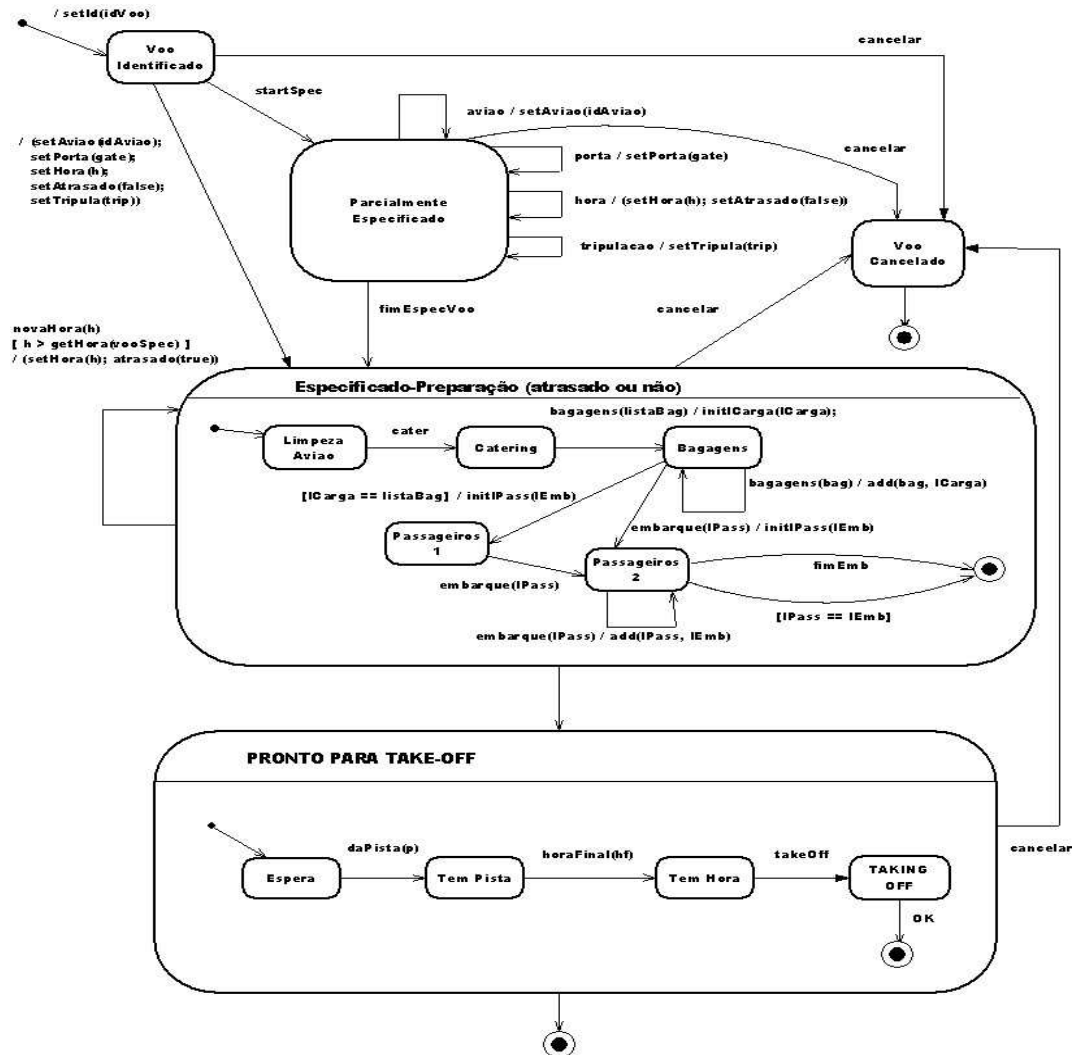 / setId(idVoo)
Voo
Identificado
cancelar
startSpec
aviao / setAviao(idAviao)
/ (setAviao(idAviao);
setPorta(gate);
setHora(h);
setAtrasado(false);
setTripula(trip))
porta / setPorta(gate)
cancelar
Parcialmente
Especificado
hora / (setHora(h); setAtrasado(false))
tripulacao / setTripula(trip)
Voo
Cancelado
fimEspecVoo
cancelar
novaHora(h)
[ h > getHora(vooSpec) ]
/ (setHora(h); atrasado(true))
Especificado-Preparação (atrasado ou não)
bagagens(listaBag) / initlCarga(lCarga);
Limpeza
Aviao
cater
Catering
Bagagens
bagagens(bag) / add(bag, lCarga)
[lCarga == listaBag] / initlPass(lEmb)
embarque(lPass) / initlPass(lEmb)
Passageiros
1
Passageiros
2
fimEmb
embarque(lPass)
[lPass == lEmb]
embarque(lPass) / add(lPass, lEmb)
PRONTO PARA TAKE-OFF
daPista(p)
horaFinal(hf)
takeOff
cancelar
Espera
Tem Pista
Tem Hora
TAKING
OFF
OK